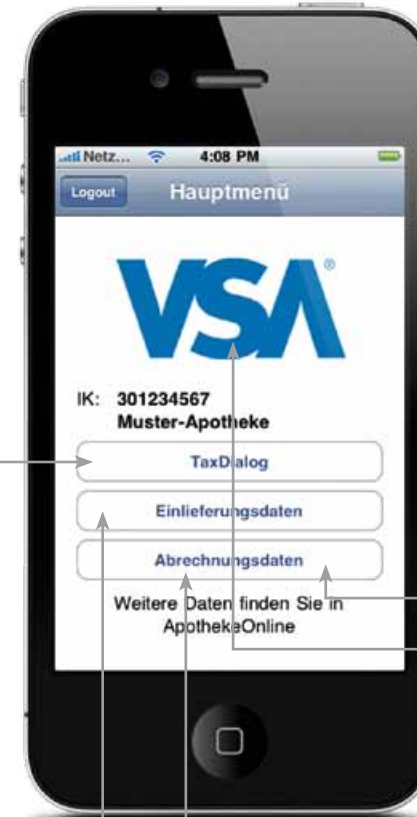 Netz... 4:08 PM
Logout Hauptmenü
VSA®
IK: 301234567
Muster-Apotheke
TaxDialog
Einlieferungsdaten
Abrechnungsdaten
Weitere Daten finden Sie in
ApothekeOnline